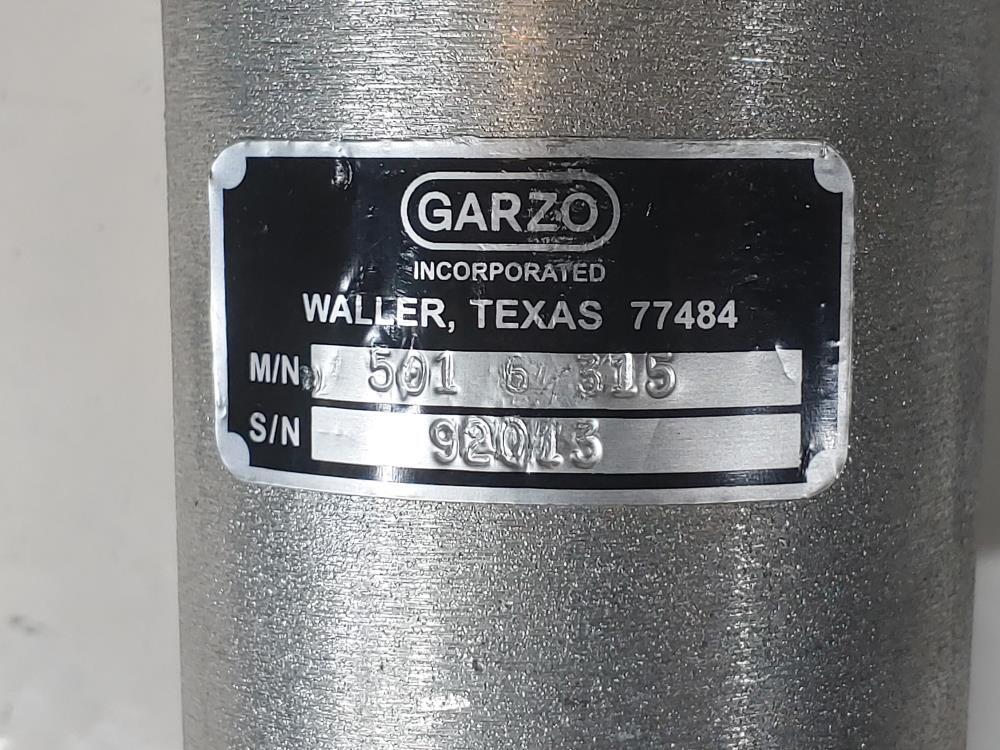 GARZO
INCORPORATED
WALLER, TEXAS 77484
M/N 501 6 315
S/N 92013